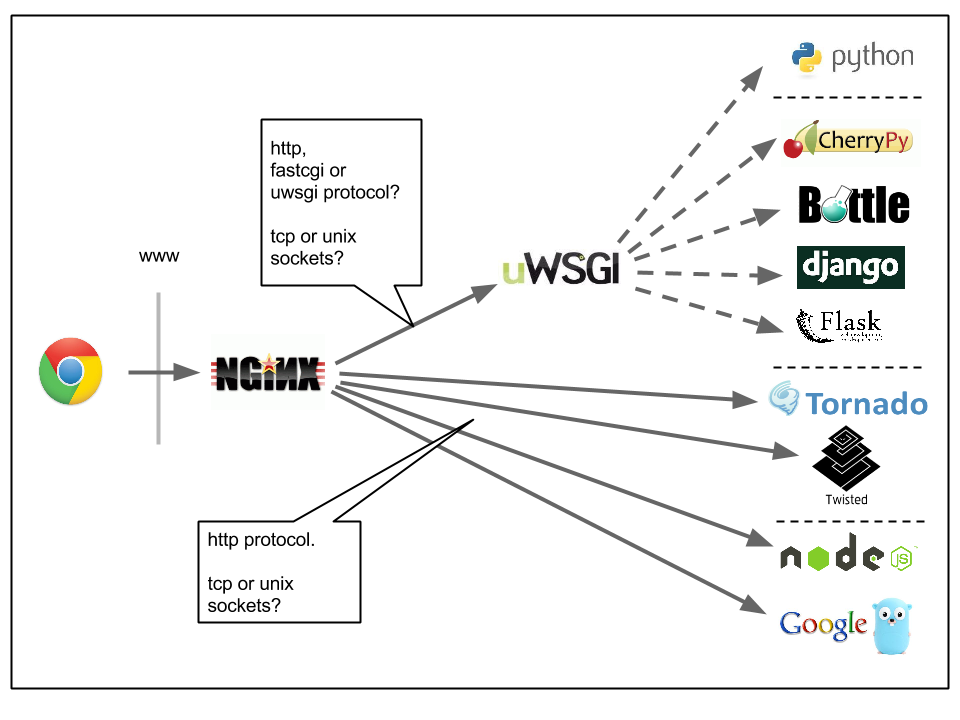 python
http,
fastcgi or
uwsgi protocol?
tcp or unix
sockets?
CherryPy
Bottle
www
uWSGI
django
Flask
NGiNX
Tornado
Twisted
http protocol.
tcp or unix
sockets?
node
JS
Google